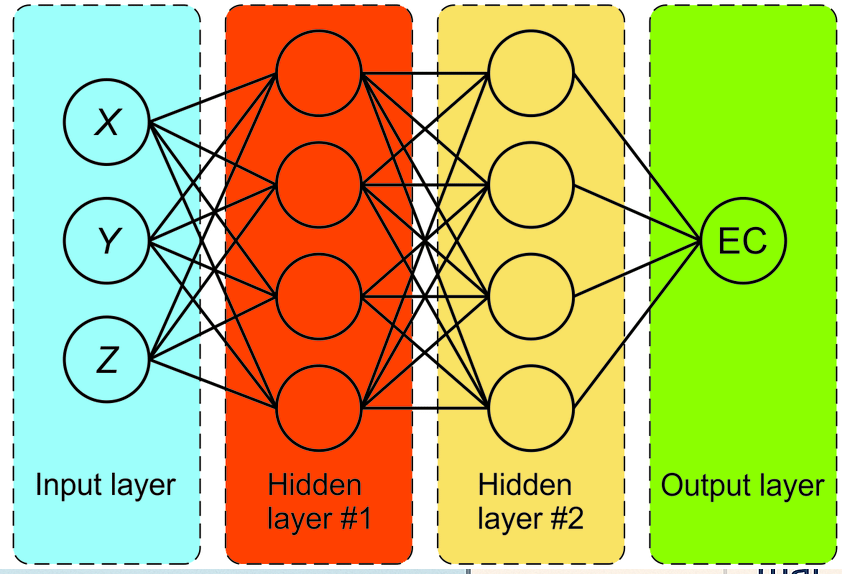 X
Y
Z
EC
Input layer
Hidden
layer #1
Hidden
layer #2
Output layer